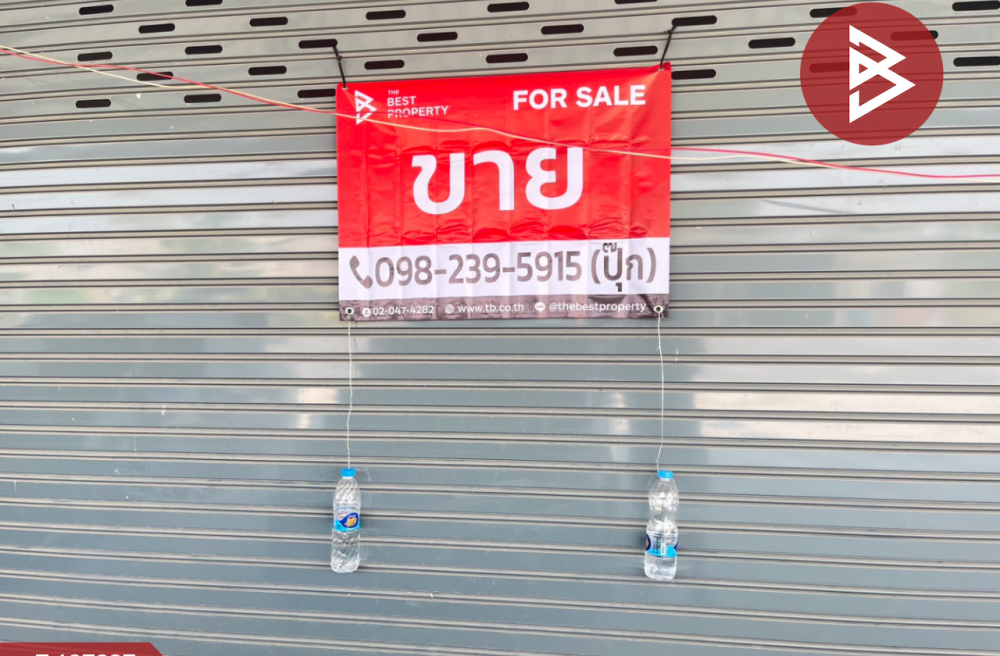 THE
BEST
PROPERTY
FOR SALE
ขาย
098-239-5915 (ปุ๊ก)
02-047-4282 www.tb.co.th @thebestproperty